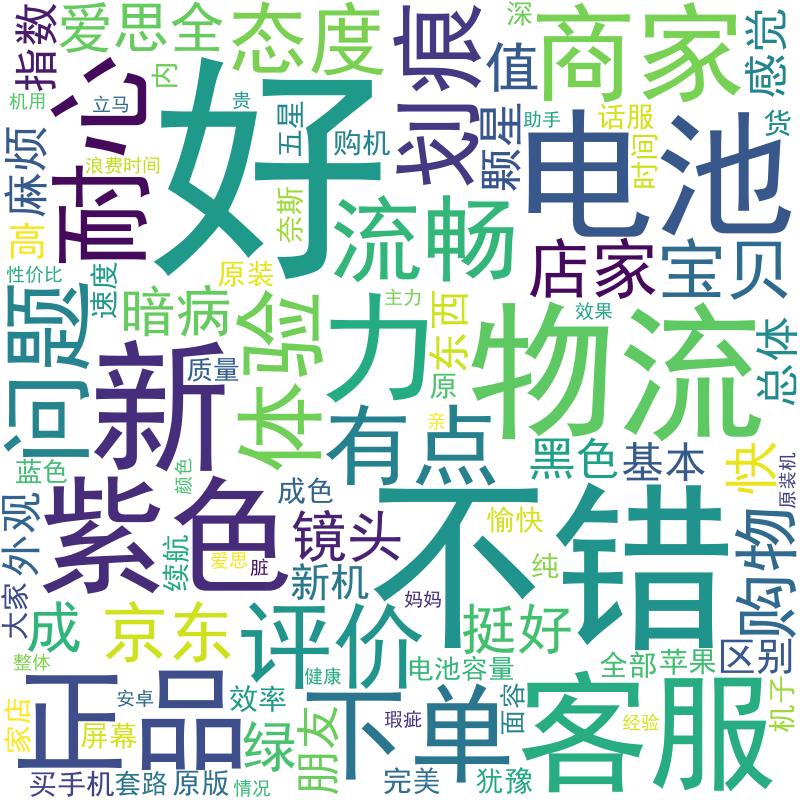 指数
爱思全
态度
划痕
深
商家
感觉
值
内
机用
立马
贵
耐心
好
五星
购机
颗星
助手
话服
时间
电池
货
麻烦
浪费时间
高
奈斯
流畅
店家
宝贝
性价比
速度
原装
暗病
体验
力
主力
东西
物流
效果
总体
问题
新
质量
原
有点
亲
黑色
基本
快
原装机
蓝色
颜色
紫色
成色
不错
外观
大家
续航
爱思
脏
镜头
愉快
新机
纯
购物
妈妈
成
京东
评价
挺好
区别
整体
健康
电池容量
全部
苹果
正品
安卓
效率
下单
瑕疵
面容
客服
机子
经验
家店
屏幕
绿
朋友
买手机
套路
原版
情况
完美
犹豫